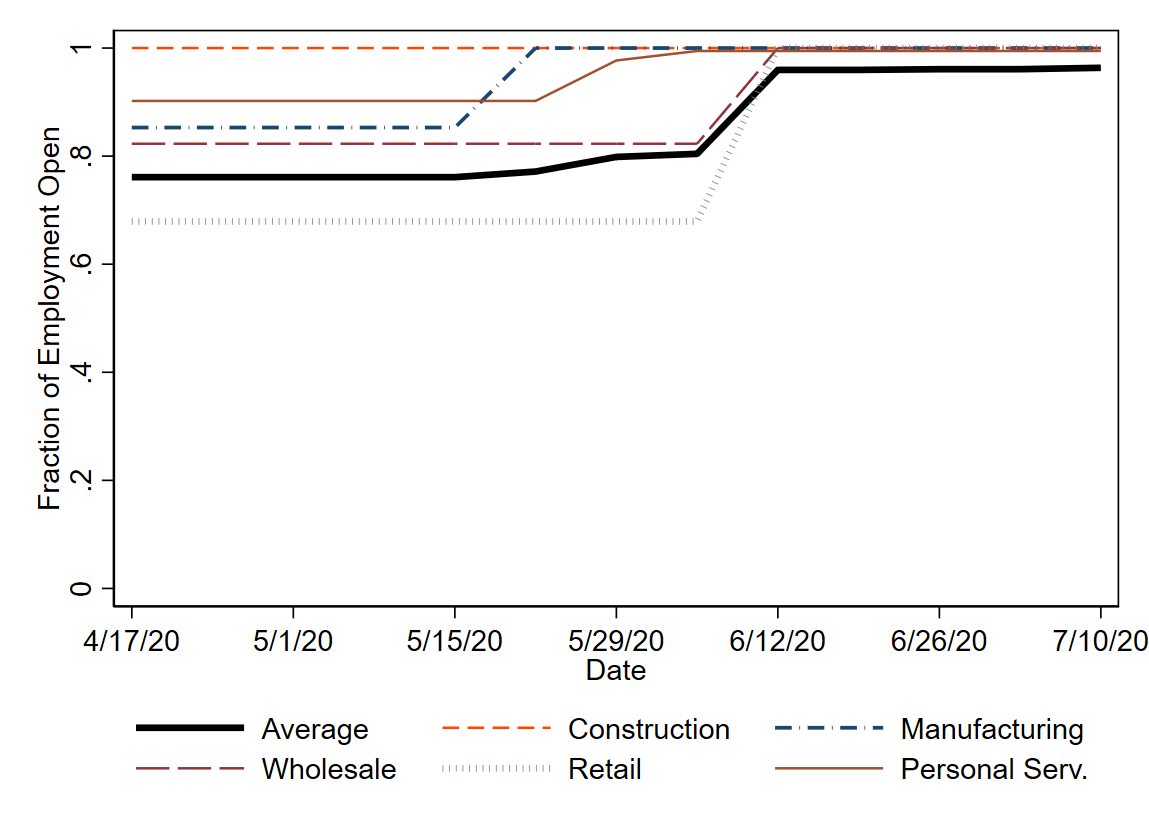 Fraction of Employment Open
1
.8
.6
.4
.2
0
4/17/20 5/1/20 5/15/20 5/29/20 6/12/20 6/26/20 7/10/20
Date
Average Construction Manufacturing
Wholesale Retail Personal Serv.